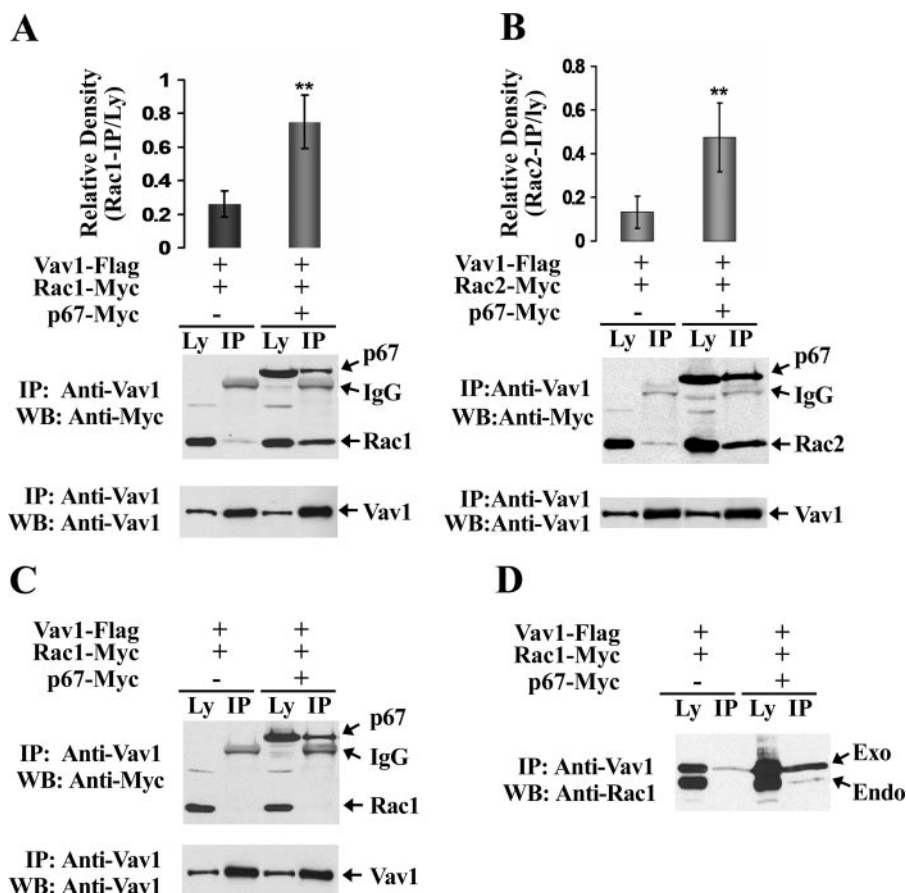 A
Relative Density
(Rac1-IP/Ly)
1
0.8
0.6
0.4
0.2
0
**
Vav1-Flag + +
Rac1-Myc + +
p67-Myc - +
Ly IP Ly IP
p67
IP: Anti-Vav1
WB: Anti-Myc
IgG
Rac1
IP: Anti-Vav1
WB: Anti-Vav1
Vav1
B
Relative Density
(Rac2-IP/ly)
0.8
0.6
0.4
0.2
0
**
Vav1-Flag + +
Rac2-Myc + +
p67-Myc - +
Ly IP Ly IP
p67
IP:Anti-Vav1
WB:Anti-Myc
IgG
Rac2
IP:Anti-Vav1
WB:Anti-Vav1
Vav1
C
Vav1-Flag + +
Rac1-Myc + +
p67-Myc - +
Ly IP Ly IP
p67
IP: Anti-Vav1
WB: Anti-Myc
IgG
Rac1
IP: Anti-Vav1
WB: Anti-Vav1
Vav1
D
Vav1-Flag + +
Rac1-Myc + +
p67-Myc - +
Ly IP Ly IP
IP: Anti-Vav1
WB: Anti-Rac1
Exo
Endo